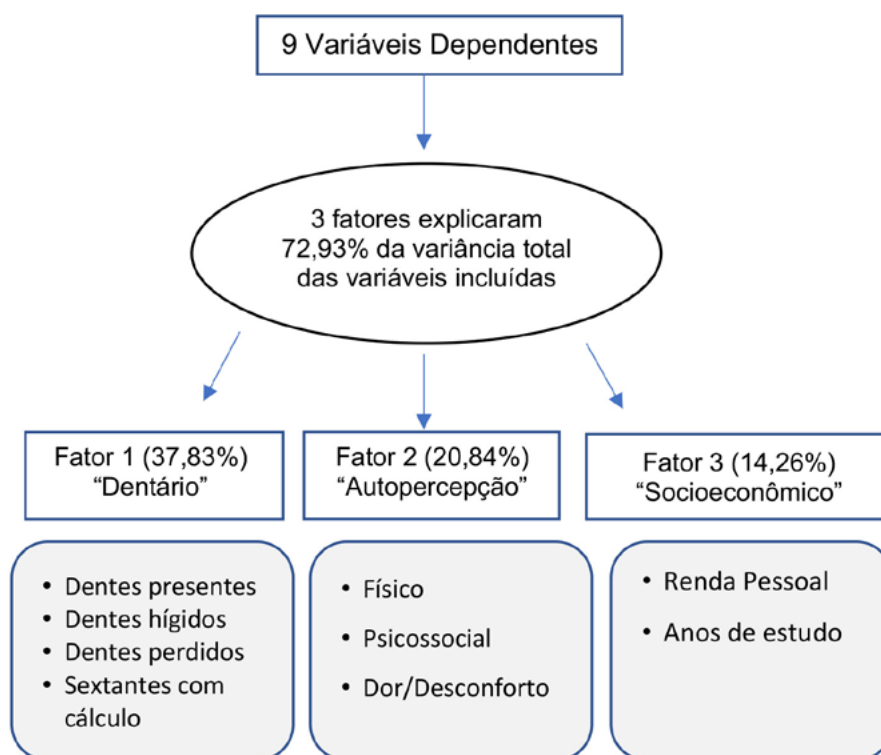 9 Variáveis Dependentes
3 fatores explicaram
72,93% da variância total
das variáveis incluídas
Fator 1 (37,83%)
“Dentário”
Fator 2 (20,84%)
“Autopercepção”
Fator 3 (14,26%)
“Socioeconômico”
• Dentes presentes
• Dentes hígidos
• Dentes perdidos
• Sextantes com
cálculo
• Físico
• Psicossocial
• Dor/Desconforto
• Renda Pessoal
• Anos de estudo